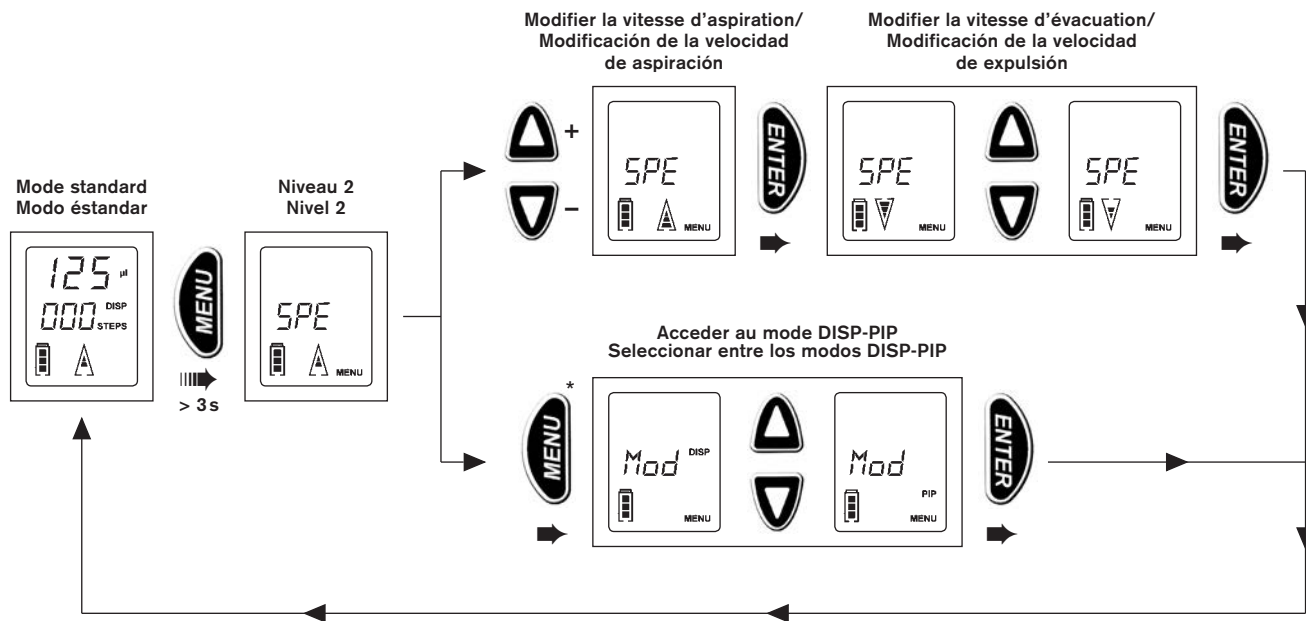 Modifier la vitesse d'aspiration/
Modificación de la velocidad
de aspiración
Modifier la vitesse d'évacuation/
Modificación de la velocidad
de expulsión
+
–
SPE
MENU
ENTER
SPE
MENU
SPE
MENU
ENTER
Mode standard
Modo éstandar
125 µl
000 DISP
STEPS
MENU
> 3 s
Niveau 2
Nivel 2
SPE
MENU
Acceder au mode DISP-PIP
Seleccionar entre los modos DISP-PIP
MENU
*
Mod DISP
MENU
Mod
PIP
MENU
ENTER